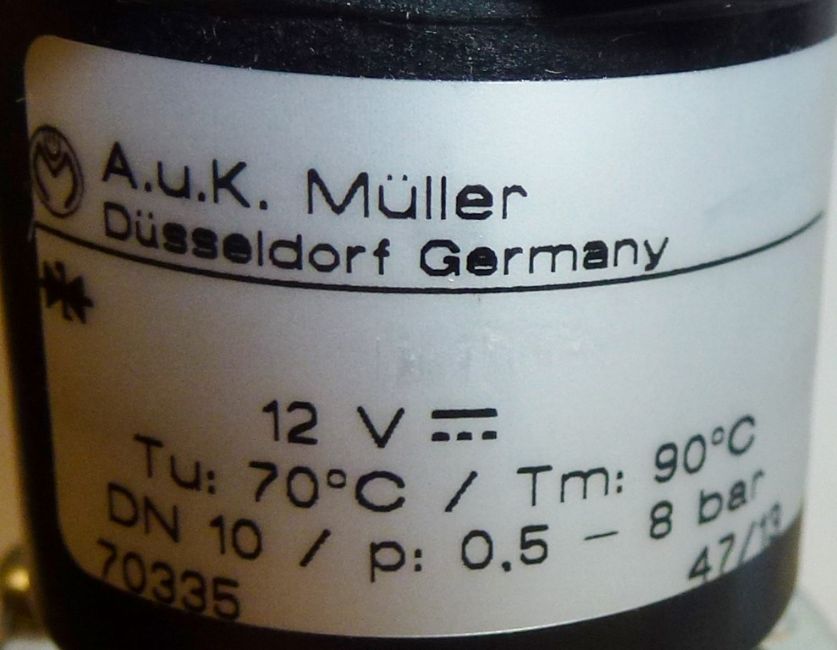 A.u.K. Müller
Düsseldorf Germany
12 V ⎓
Tu: 70°C / Tm: 90°C
DN 10 / p: 0,5 – 8 bar
70335 47/13